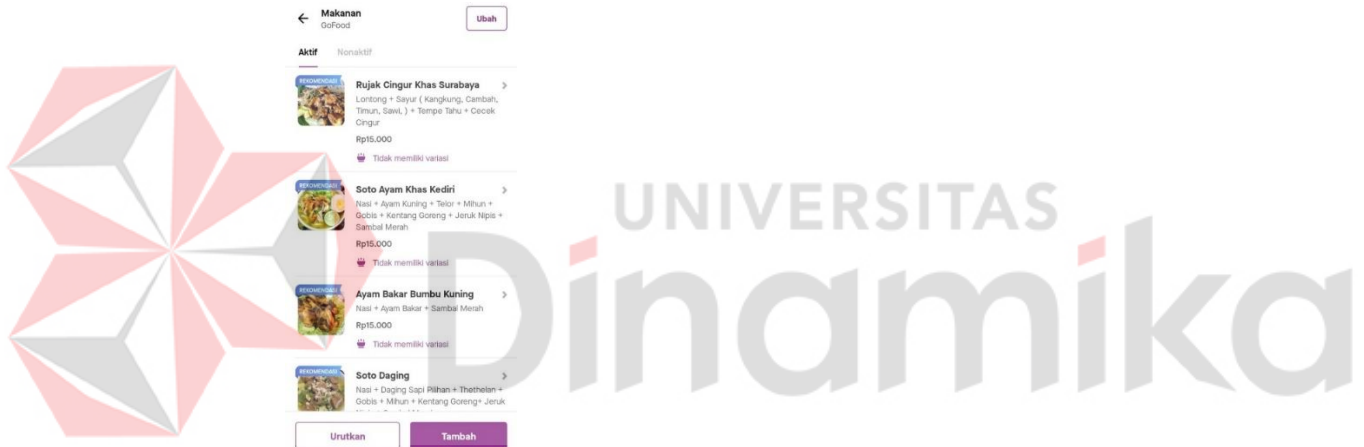 Makanan
GoFood
Ubah
Aktif Nonaktif
REKOMENDASI
Rujak Cingur Khas Surabaya
Lontong + Sayur ( Kangkung, Cambah,
Timun, Sawi, ) + Tempe Tahu + Cecek
Cingur
Rp15.000
Tidak memiliki variasi
REKOMENDASI
Soto Ayam Khas Kediri
Nasi + Ayam Kuning + Telor + Mihun +
Gobis + Kentang Goreng + Jeruk Nipis +
Sambal Merah
Rp15.000
Tidak memiliki variasi
REKOMENDASI
Ayam Bakar Bumbu Kuning
Nasi + Ayam Bakar + Sambal Merah
Rp15.000
Tidak memiliki variasi
REKOMENDASI
Soto Daging
Nasi + Daging Sapi Pilihan + Thethelan +
Gobis + Mihun + Kentang Goreng+ Jeruk
Urutkan
Tambah
UNIVERSITAS
Dinamika